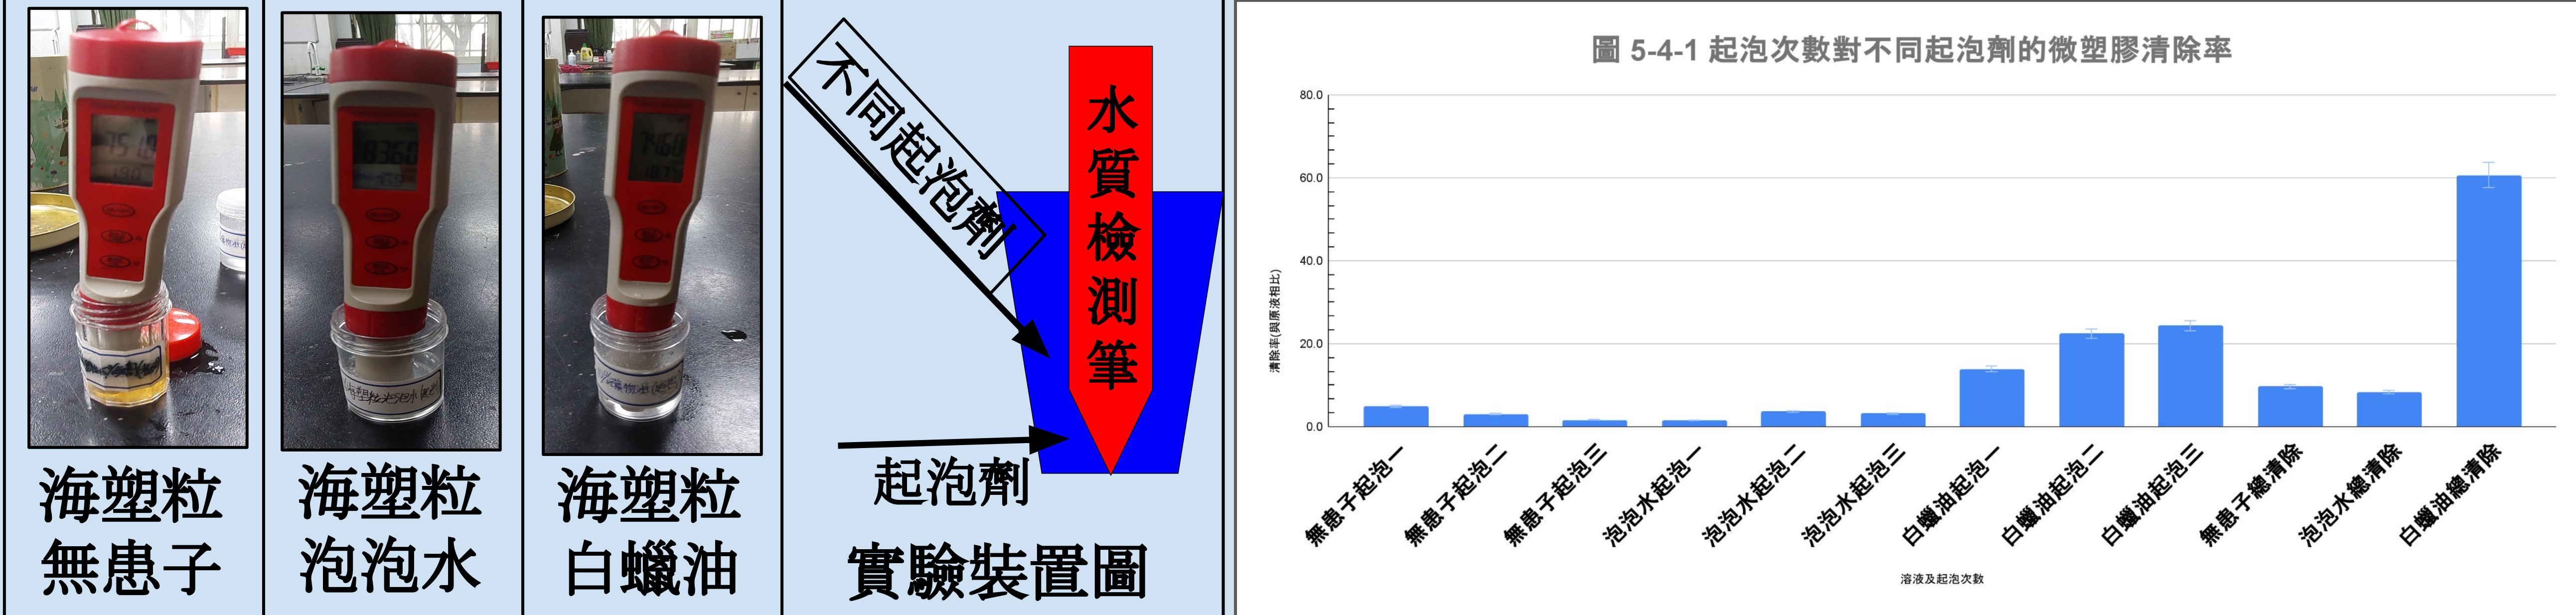 海塑粒
無患子
8360
海塑粒
泡泡水
7460
18.7
海塑粒
白蠟油
不同起泡劑
水質檢測筆
起泡劑
實驗裝置圖
圖 5-4-1 起泡次數對不同起泡劑的微塑膠清除率
清除率(與原液相比)
80.0
60.0
40.0
20.0
0.0
無患子起泡一
無患子起泡二
無患子起泡三
泡泡水起泡一
泡泡水起泡二
泡泡水起泡三
白蠟油起泡一
白蠟油起泡二
白蠟油起泡三
無患子總清除
泡泡水總清除
白蠟油總清除
溶液及起泡次數